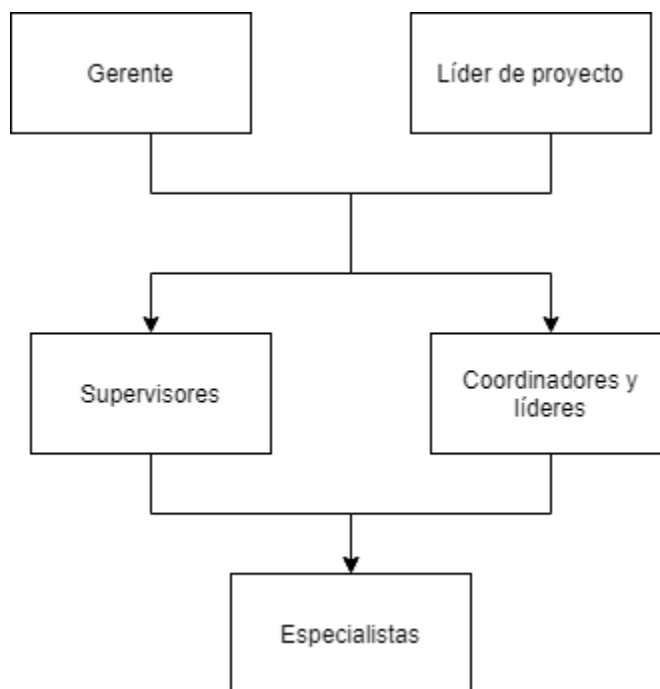 Gerente
Líder de proyecto
Supervisores
Coordinadores y
líderes
Especialistas